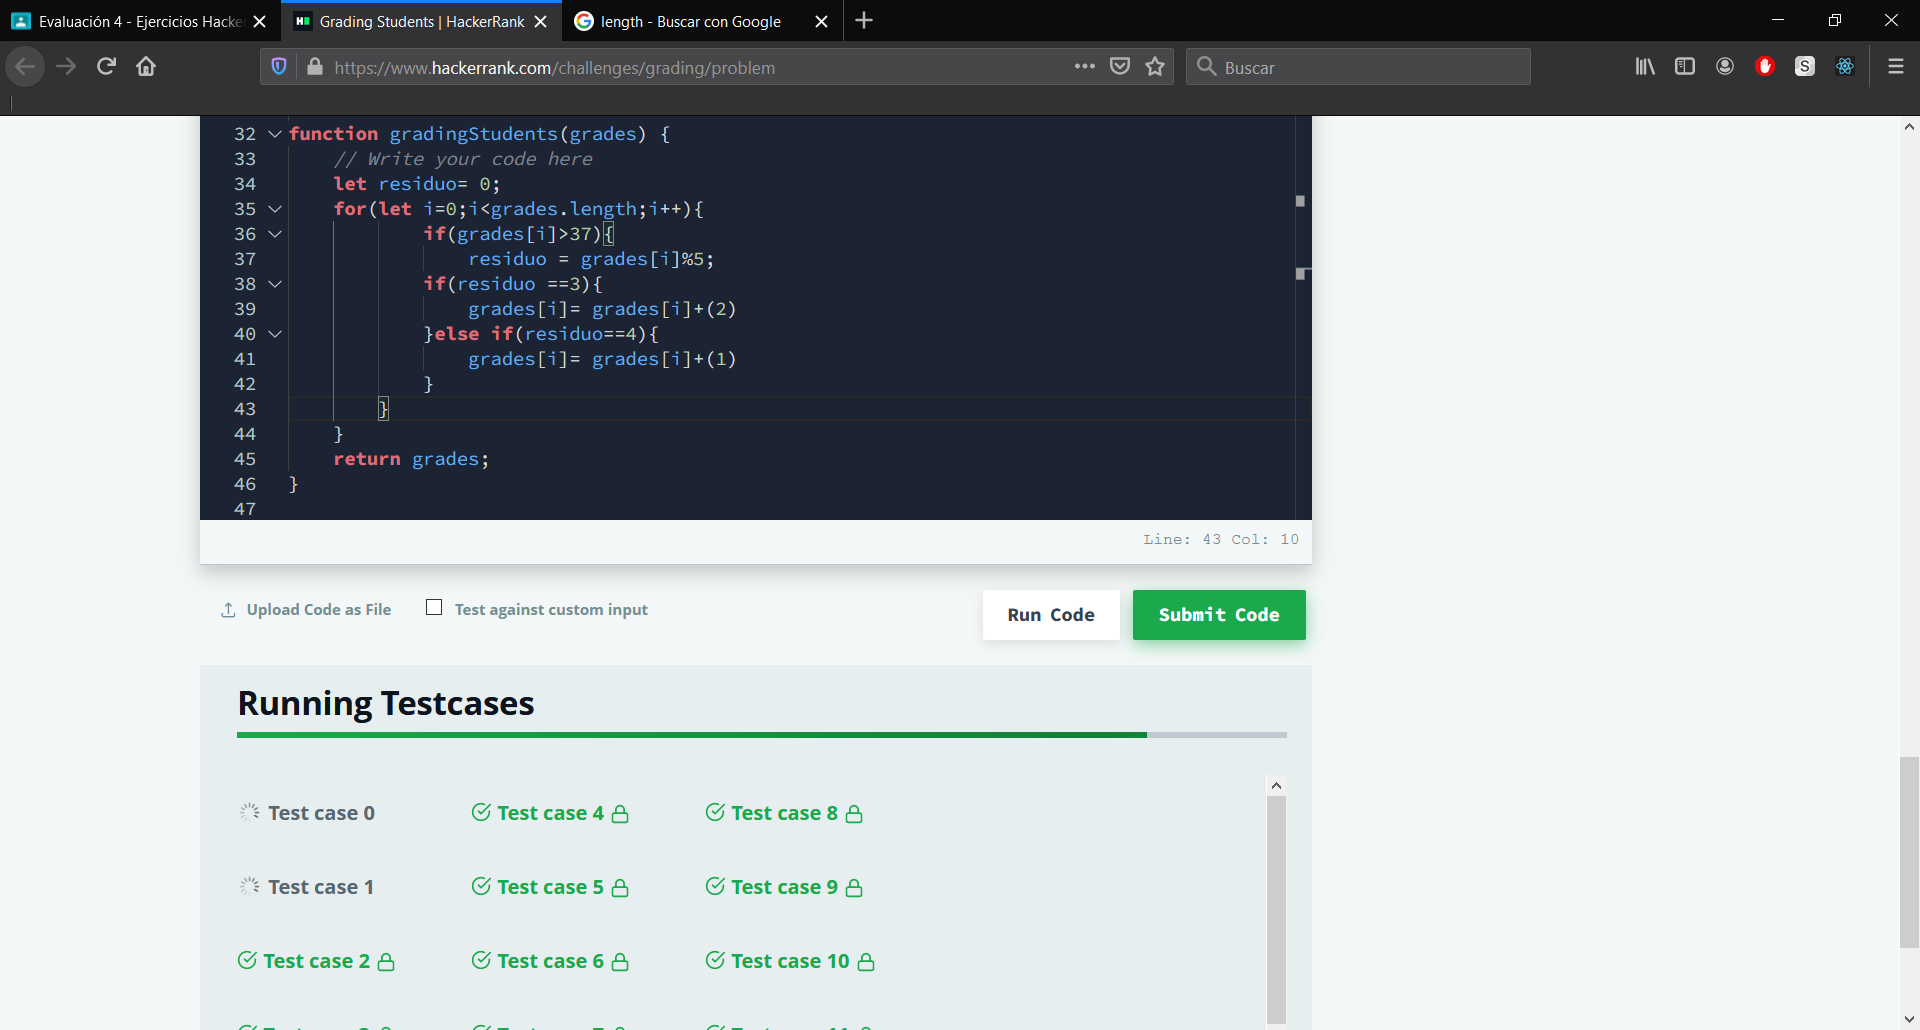 Evaluación 4 - Ejercicios Hacke
Grading Students | HackerRank
length - Buscar con Google
https://www.hackerrank.com/challenges/grading/problem
Buscar
S
32 function gradingStudents(grades) {
33 // Write your code here
34 let residuo= 0;
35 for(let i=0;i<grades.length;i++){
36 if(grades[i]>37){
37 residuo = grades[i]%5;
38 if(residuo ==3){
39 grades[i]= grades[i]+(2)
40 }else if(residuo==4){
41 grades[i]= grades[i]+(1)
42 }
43 }
44 }
45 return grades;
46 }
47
Line: 43 Col: 10
Upload Code as File
Test against custom input
Run Code
Submit Code
Running Testcases
Test case 0
Test case 4
Test case 8
Test case 1
Test case 5
Test case 9
Test case 2
Test case 6
Test case 10